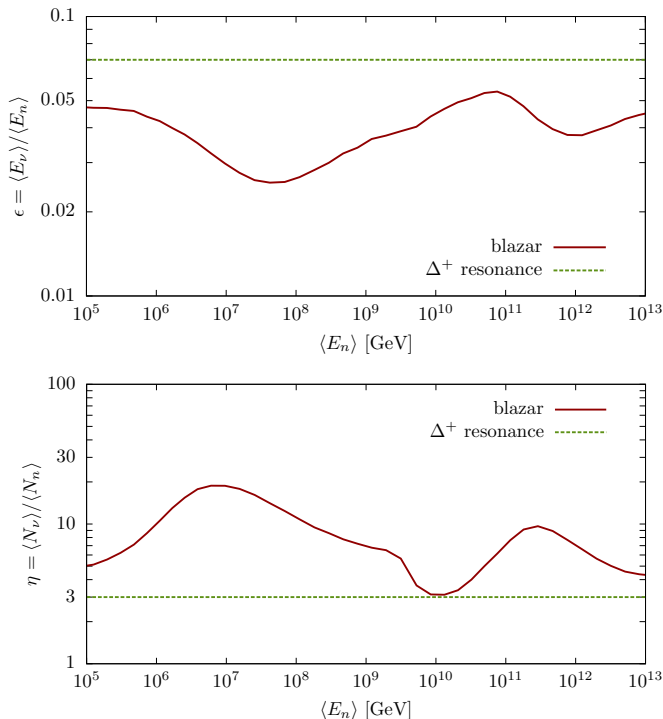 0.1
0.05
0.02
0.01
ϵ = ⟨E_ν⟩/⟨E_n⟩
blazar
Δ⁺ resonance
10⁵ 10⁶ 10⁷ 10⁸ 10⁹ 10¹⁰ 10¹¹ 10¹² 10¹³
⟨E_n⟩ [GeV]
100
30
10
3
1
η = ⟨N_ν⟩/⟨N_n⟩
blazar
Δ⁺ resonance
10⁵ 10⁶ 10⁷ 10⁸ 10⁹ 10¹⁰ 10¹¹ 10¹² 10¹³
⟨E_n⟩ [GeV]